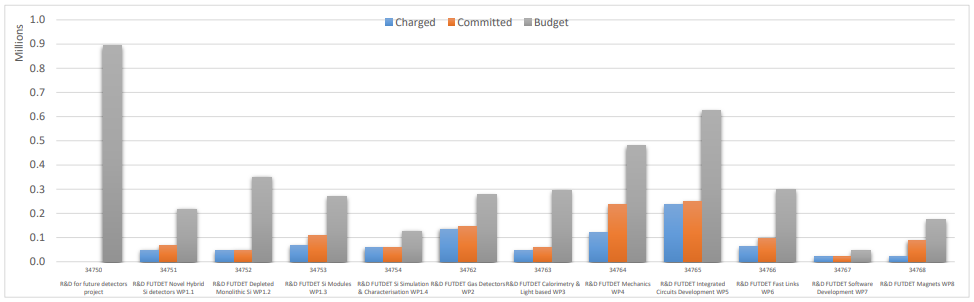 Charged Committed Budget
Millions
1.0
0.9
0.8
0.7
0.6
0.5
0.4
0.3
0.2
0.1
0.0
34750 34751 34752 34753 34754 34762 34763 34764 34765 34766 34767 34768
R&D for future detectors project
R&D FUTDET Novel Hybrid Si detectors WP1.1
R&D FUTDET Depleted Monolithic Si WP1.2
R&D FUTDET Si Modules WP1.3
R&D FUTDET Si Simulation & Characterisation WP1.4
R&D FUTDET Gas Detectors WP2
R&D FUTDET Calorimetry & Light based WP3
R&D FUTDET Mechanics WP4
R&D FUTDET Integrated Circuits Development WP5
R&D FUTDET Fast Links WP6
R&D FUTDET Software Development WP7
R&D FUTDET Magnets WP8